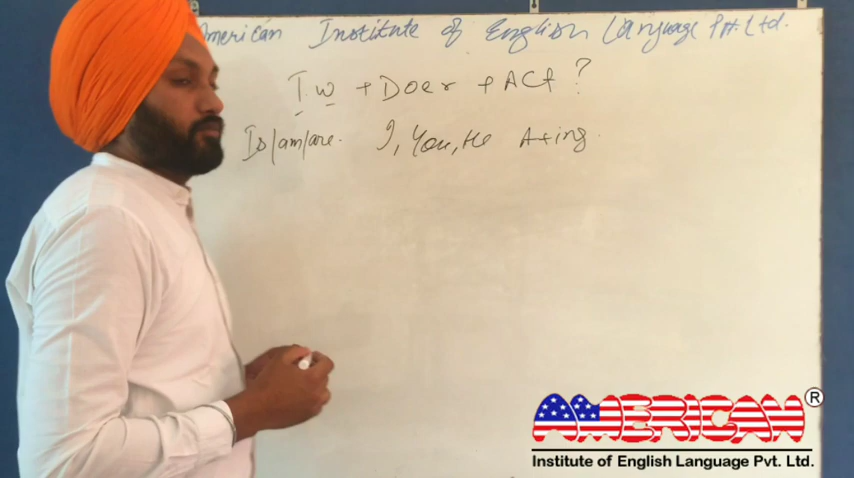 American Institute of English Language Pvt. Ltd.
I w + Doer + ACt ?
Is/am/are. I, You, He A+ing.
AMERICAN ®
Institute of English Language Pvt. Ltd.